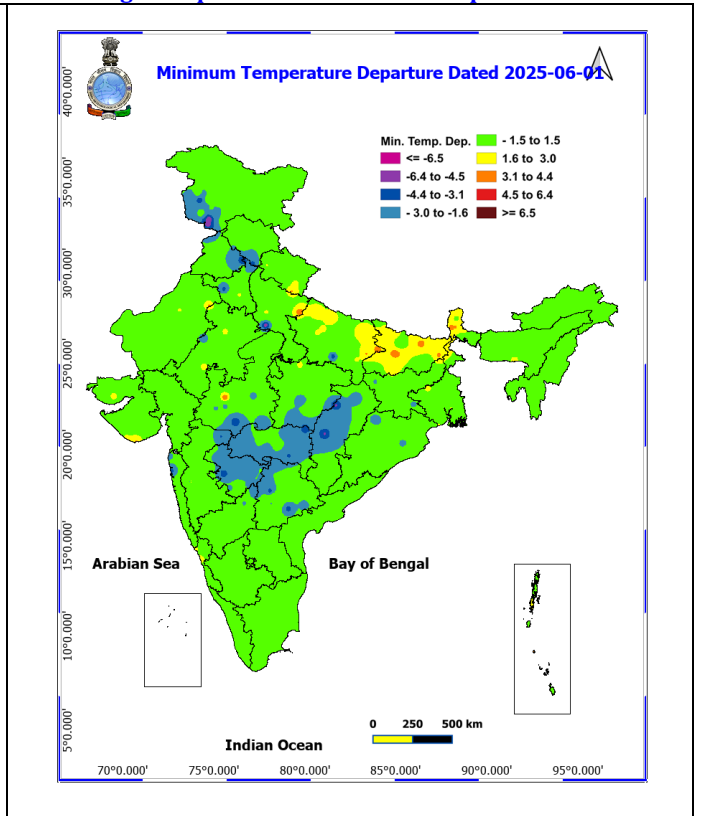 Minimum Temperature Departure Dated 2025-06-01
40°0.000'
35°0.000'
30°0.000'
25°0.000'
20°0.000'
15°0.000'
10°0.000'
5°0.000'
Min. Temp. Dep.
<= -6.5
-6.4 to -4.5
-4.4 to -3.1
- 3.0 to -1.6
- 1.5 to 1.5
1.6 to 3.0
3.1 to 4.4
4.5 to 6.4
>= 6.5
Arabian Sea
Bay of Bengal
0 250 500 km
Indian Ocean
70°0.000' 75°0.000' 80°0.000' 85°0.000' 90°0.000' 95°0.000'